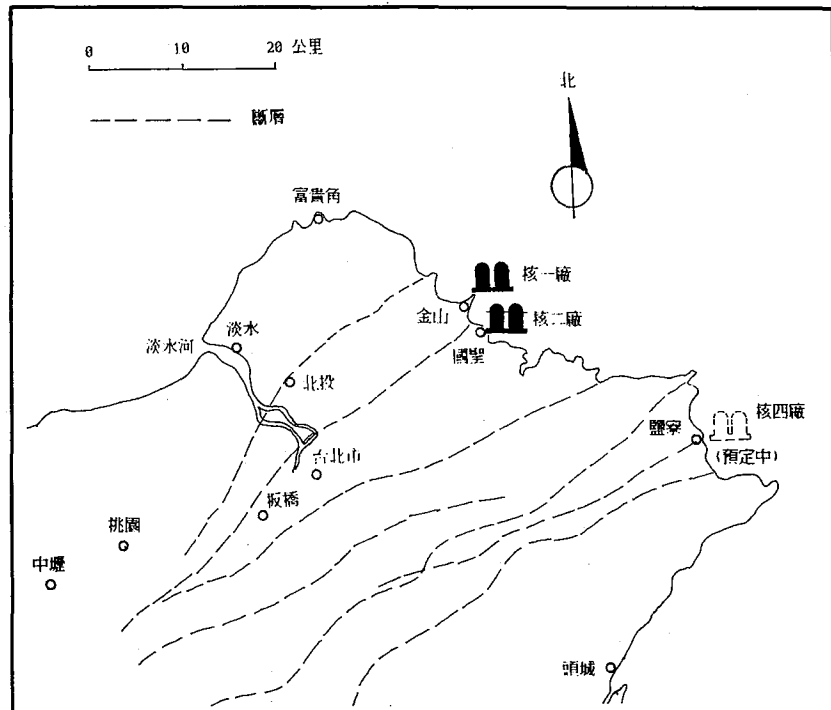 0 10 20 公里
斷層
北
富貴角
核一廠
金山
核二廠
國聖
淡水
淡水河
北投
核四廠
鹽寮
(預定中)
台北市
板橋
桃園
中壢
頭城